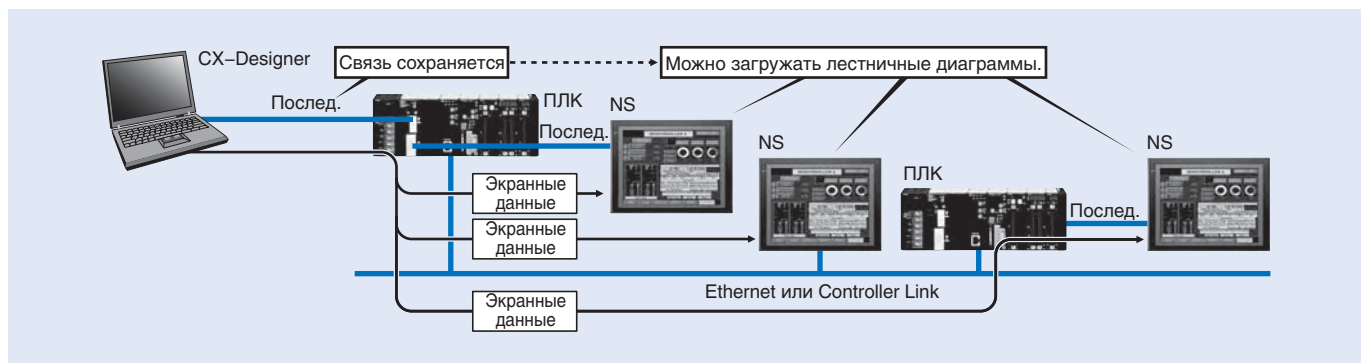 CX–Designer
Связь сохраняется
Можно загружать лестничные диаграммы.
Послед.
ПЛК
NS
Послед.
NS
NS
ПЛК
Послед.
Экранные
данные
Экранные
данные
Ethernet или Controller Link
Экранные
данные